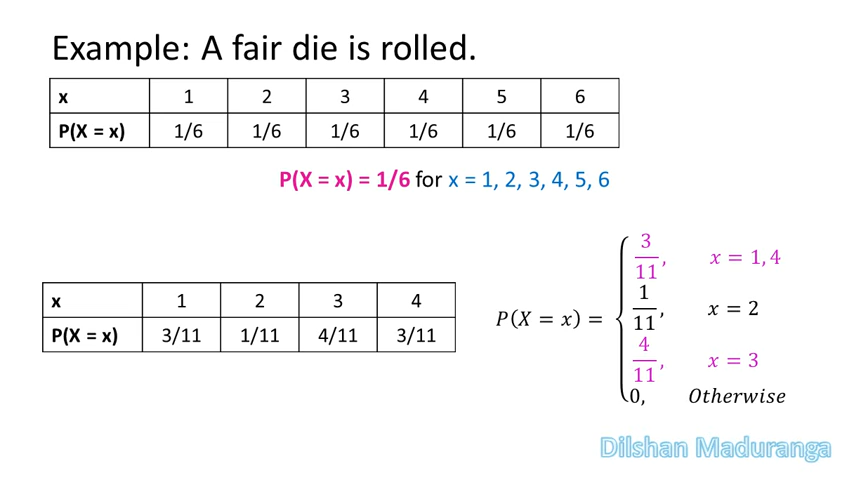 Example: A fair die is rolled.
x 1 2 3 4 5 6
P(X = x) 1/6 1/6 1/6 1/6 1/6 1/6
P(X = x) = 1/6 for x = 1, 2, 3, 4, 5, 6
x 1 2 3 4
P(X = x) 3/11 1/11 4/11 3/11
P(X = x) =
3/11, x = 1, 4
1/11, x = 2
4/11, x = 3
0, Otherwise
Dilshan Maduranga